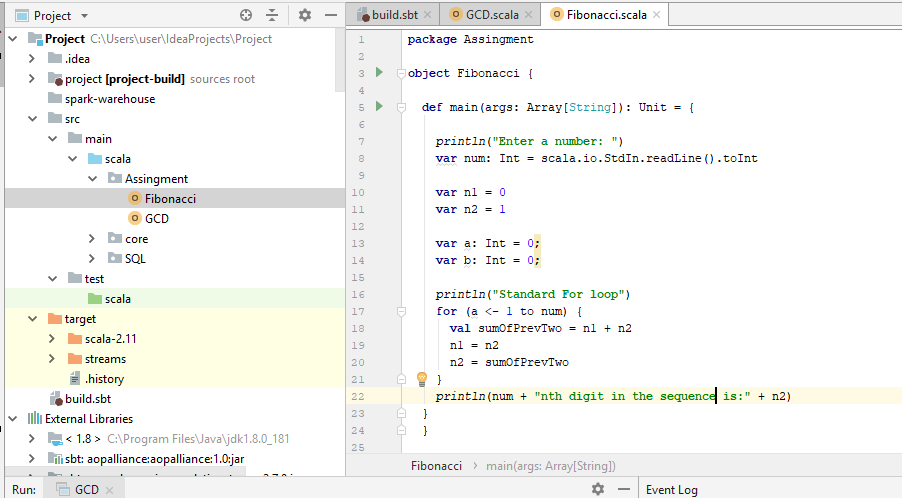 Project
Project C:\Users\user\IdeaProjects\Project
.idea
project [project-build] sources root
spark-warehouse
src
main
scala
Assingment
Fibonacci
GCD
core
SQL
test
scala
target
scala-2.11
streams
.history
build.sbt
External Libraries
< 1.8 > C:\Program Files\Java\jdk1.8.0_181
sbt: aopalliance:aopalliance:1.0:jar
build.sbt GCD.scala Fibonacci.scala
1 package Assingment
2
3 object Fibonacci {
4
5 def main(args: Array[String]): Unit = {
6
7 println("Enter a number: ")
8 var num: Int = scala.io.StdIn.readLine().toInt
9
10 var n1 = 0
11 var n2 = 1
12
13 var a: Int = 0;
14 var b: Int = 0;
15
16 println("Standard For loop")
17 for (a <- 1 to num) {
18 val sumOfPrevTwo = n1 + n2
19 n1 = n2
20 n2 = sumOfPrevTwo
21 }
22 println(num + "nth digit in the sequence is:" + n2)
23 }
24 }
25
Fibonacci > main(args: Array[String])
Run: GCD
Event Log